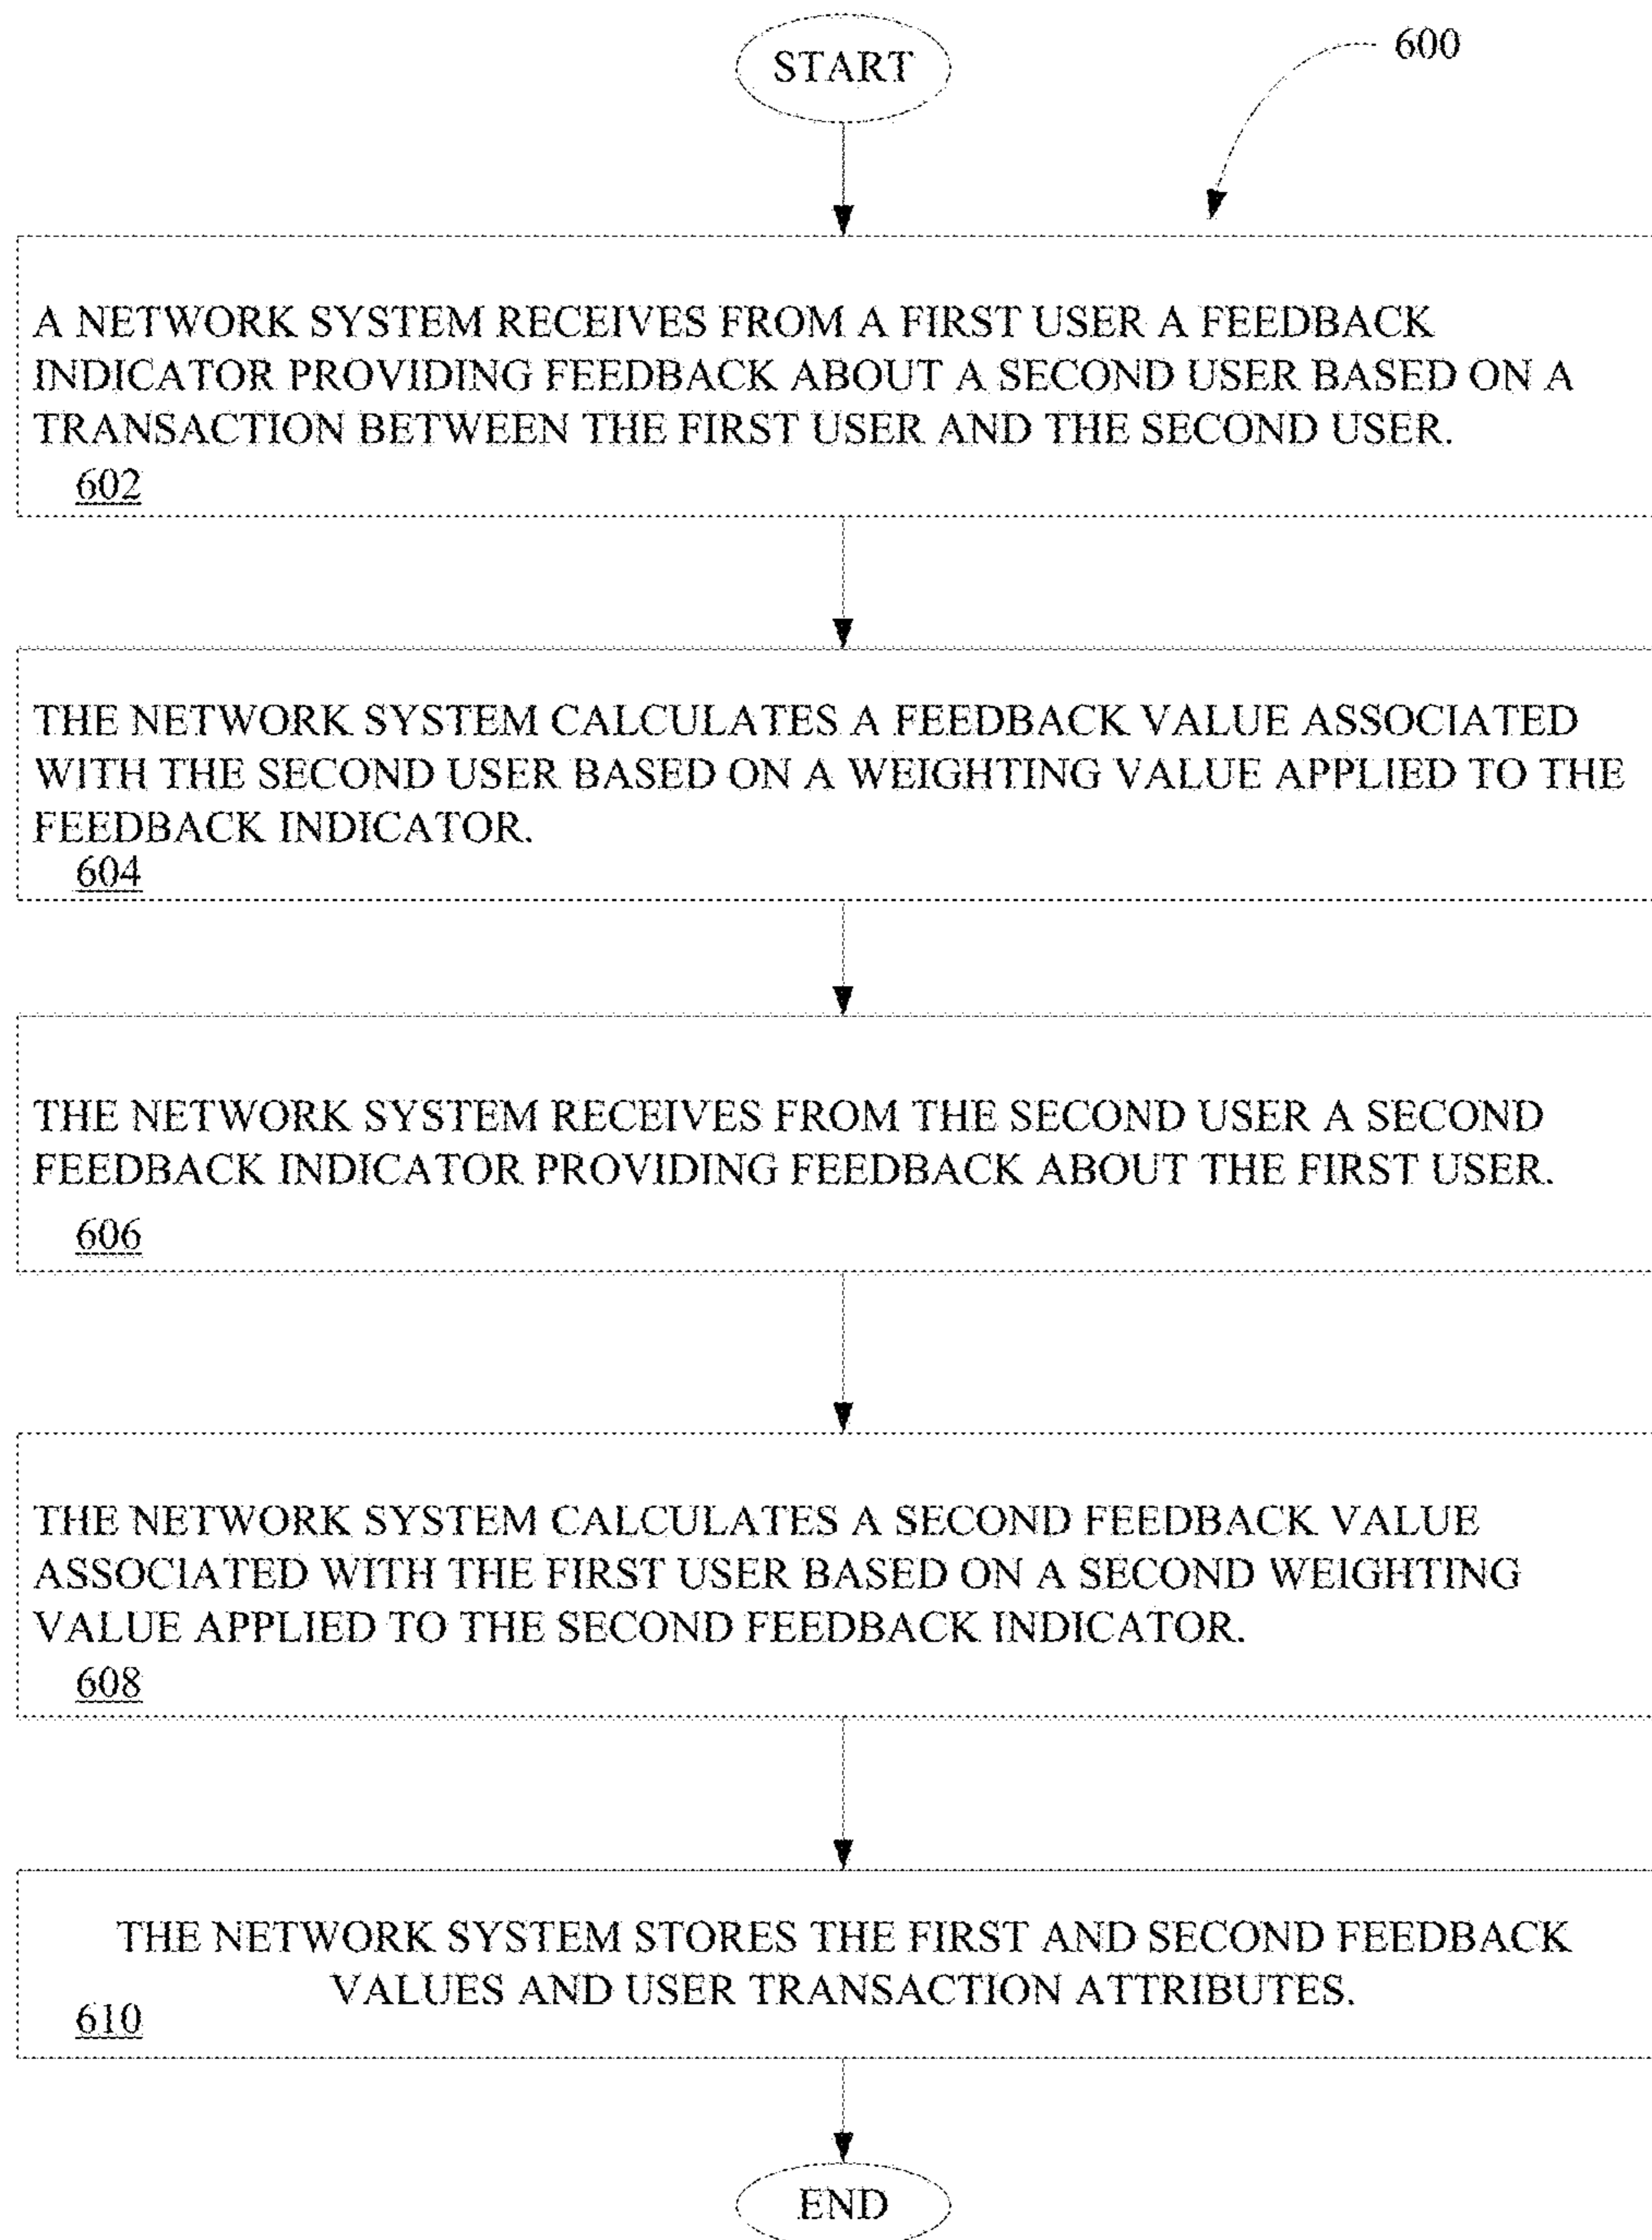 START
600
A NETWORK SYSTEM RECEIVES FROM A FIRST USER A FEEDBACK
INDICATOR PROVIDING FEEDBACK ABOUT A SECOND USER BASED ON A
TRANSACTION BETWEEN THE FIRST USER AND THE SECOND USER.
602
THE NETWORK SYSTEM CALCULATES A FEEDBACK VALUE ASSOCIATED
WITH THE SECOND USER BASED ON A WEIGHTING VALUE APPLIED TO THE
FEEDBACK INDICATOR.
604
THE NETWORK SYSTEM RECEIVES FROM THE SECOND USER A SECOND
FEEDBACK INDICATOR PROVIDING FEEDBACK ABOUT THE FIRST USER.
606
THE NETWORK SYSTEM CALCULATES A SECOND FEEDBACK VALUE
ASSOCIATED WITH THE FIRST USER BASED ON A SECOND WEIGHTING
VALUE APPLIED TO THE SECOND FEEDBACK INDICATOR.
608
THE NETWORK SYSTEM STORES THE FIRST AND SECOND FEEDBACK
VALUES AND USER TRANSACTION ATTRIBUTES.
610
END